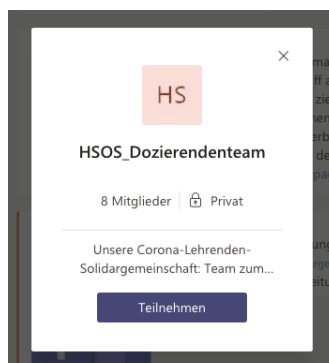 HS
HSOS_Dozierendenteam
8 Mitglieder
Privat
Unsere Corona-Lehrenden-
Solidargemeinschaft: Team zum...
Teilnehmen